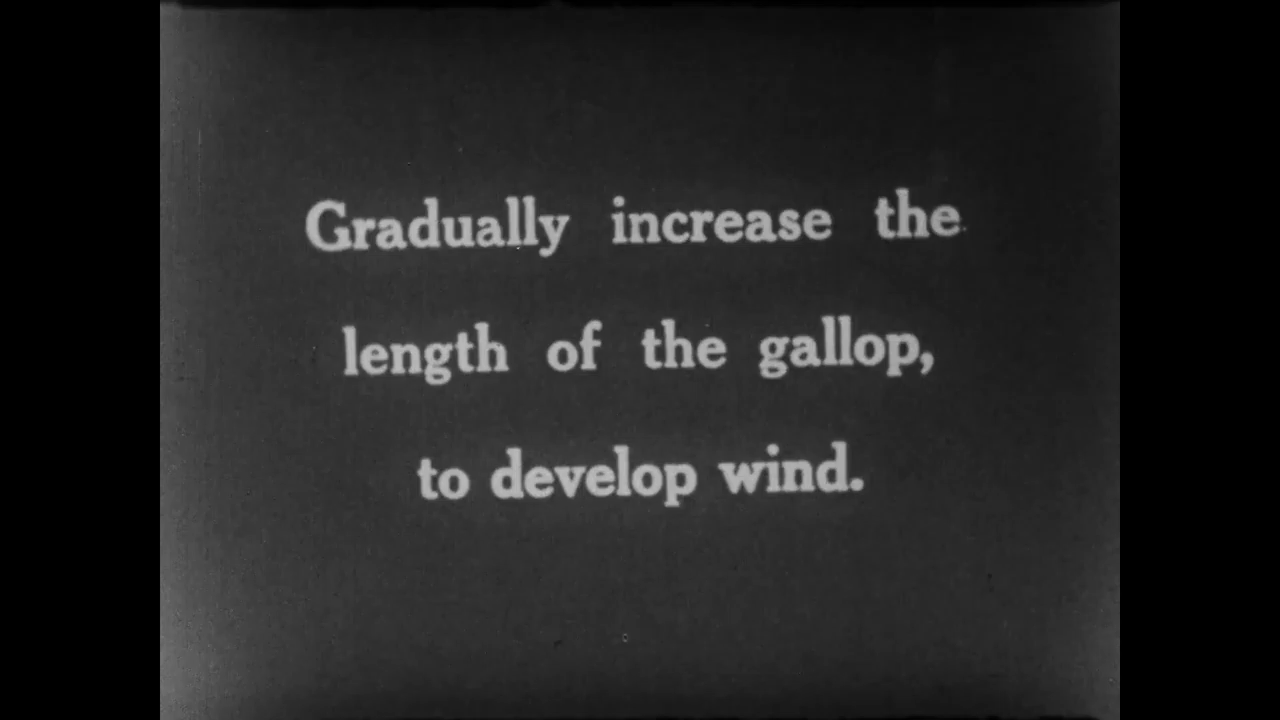 Gradually increase the
length of the gallop,
to develop wind.